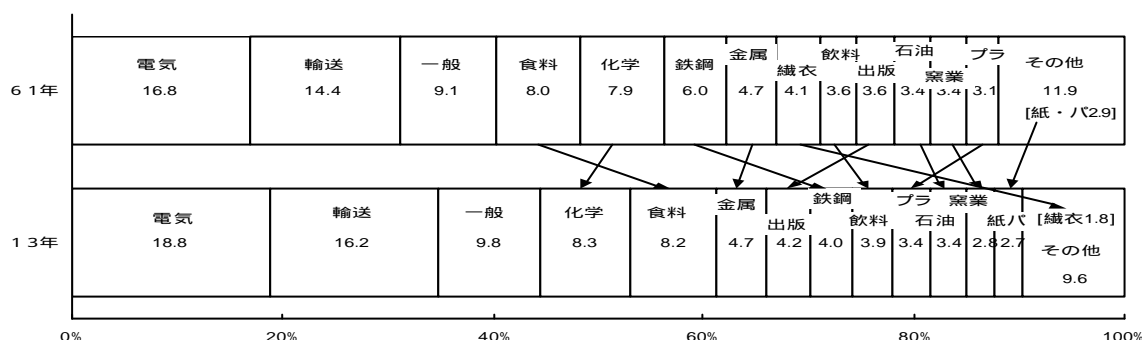 電気 輸送 一般 食料 化学 鉄鋼 金属 繊衣 飲料 出版 石油 窯業 プラ その他
61年 16.8 14.4 9.1 8.0 7.9 6.0 4.7 4.1 3.6 3.6 3.4 3.4 3.1 11.9
[紙・パ2.9]
電気 輸送 一般 化学 食料 金属 出版 鉄鋼 飲料 プラ 石油 窯業 紙パ [繊衣1.8]
その他
13年 18.8 16.2 9.8 8.3 8.2 4.7 4.2 4.0 3.9 3.4 3.4 2.8 2.7 9.6
0% 20% 40% 60% 80% 100%